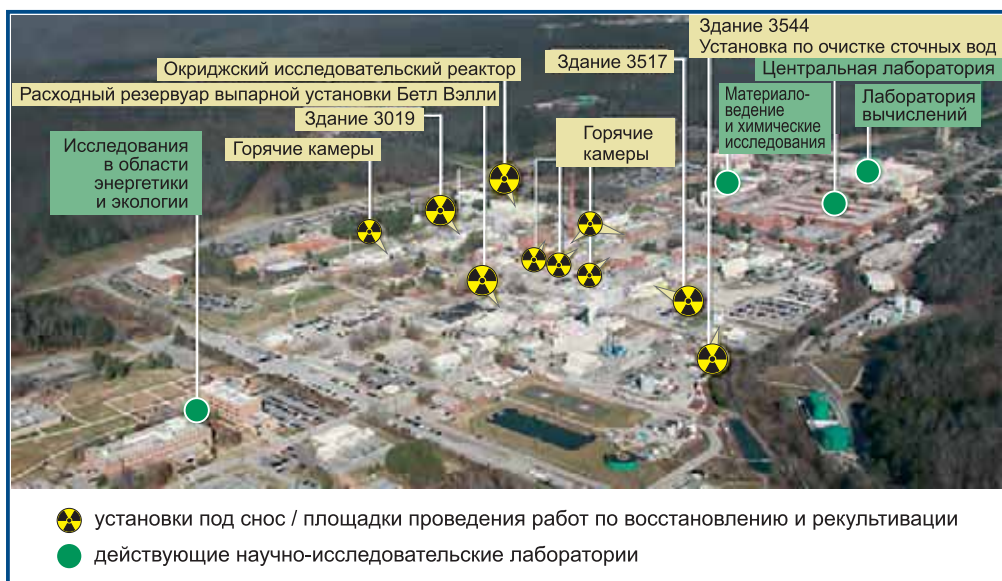 Здание 3544
Установка по очистке сточных вод
Окриджский исследовательский реактор
Здание 3517
Центральная лаборатория
Расходный резервуар выпарной установки Бетл Вэлли
Материало-
ведение
и химические
исследования
Лаборатория
вычислений
Здание 3019
Горячие
камеры
Исследования
в области
энергетики
и экологии
Горячие камеры
установки под снос / площадки проведения работ по восстановлению и рекультивации
действующие научно-исследовательские лаборатории